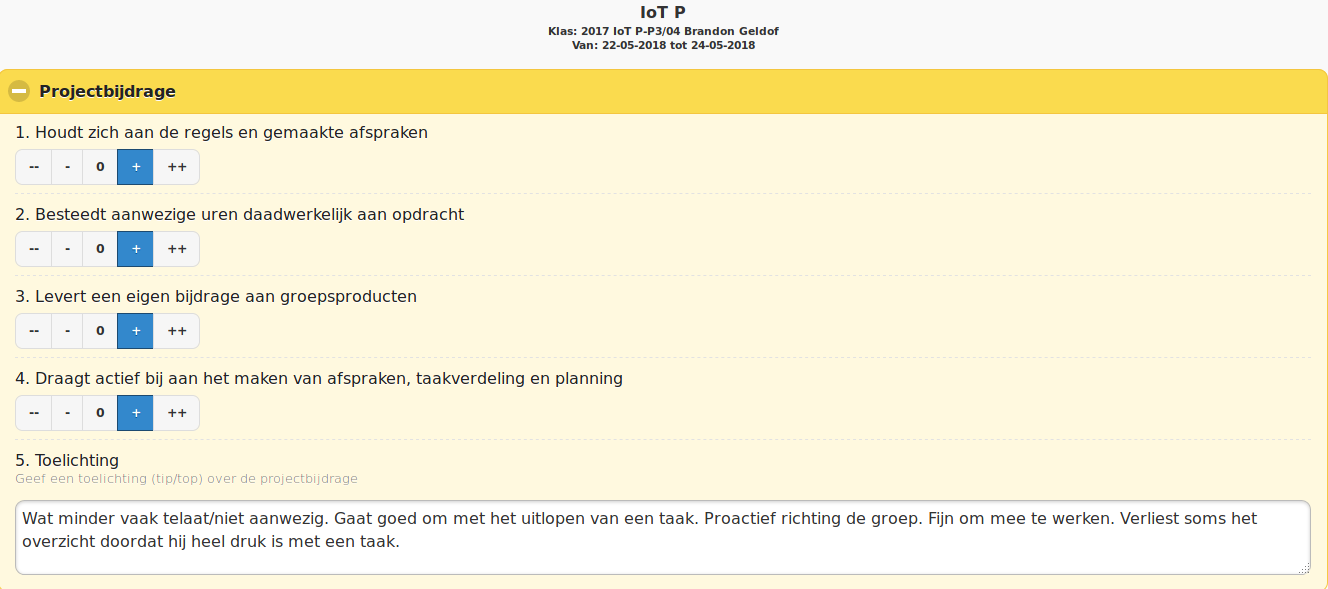 IoT P
Klas: 2017 IoT P-P3/04 Brandon Geldof
Van: 22-05-2018 tot 24-05-2018
Projectbijdrage
1. Houdt zich aan de regels en gemaakte afspraken
-- - 0 + ++
2. Besteedt aanwezige uren daadwerkelijk aan opdracht
-- - 0 + ++
3. Levert een eigen bijdrage aan groepsproducten
-- - 0 + ++
4. Draagt actief bij aan het maken van afspraken, taakverdeling en planning
-- - 0 + ++
5. Toelichting
Geef een toelichting (tip/top) over de projectbijdrage
Wat minder vaak telaat/niet aanwezig. Gaat goed om met het uitlopen van een taak. Proactief richting de groep. Fijn om mee te werken. Verliest soms het
overzicht doordat hij heel druk is met een taak.